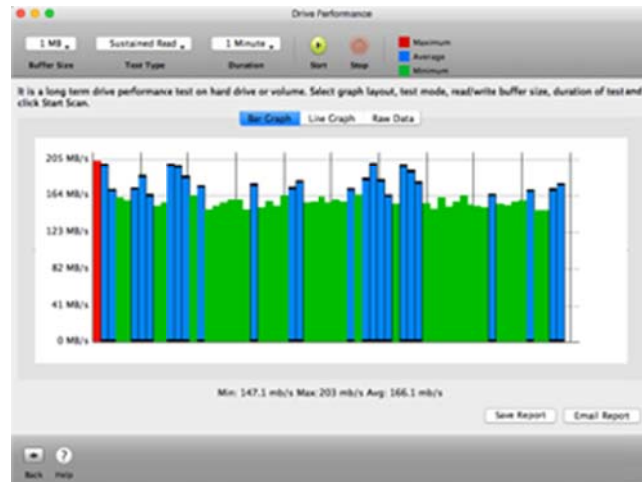 Drive Performance
1 MB
Sustained Read
1 Minute
Buffer Size
Test Type
Duration
Start
Stop
Maximum
Average
Minimum
It is a long term drive performance test on hard drive or volume. Select graph layout, test mode, read/write buffer size, duration of test and
click Start Scan.
Bar Graph
Line Graph
Raw Data
205 MB/s
164 MB/s
123 MB/s
82 MB/s
41 MB/s
0 MB/s
Min: 147.1 mb/s Max: 203 mb/s Avg: 166.1 mb/s
Save Report
Email Report
?
Back
Help